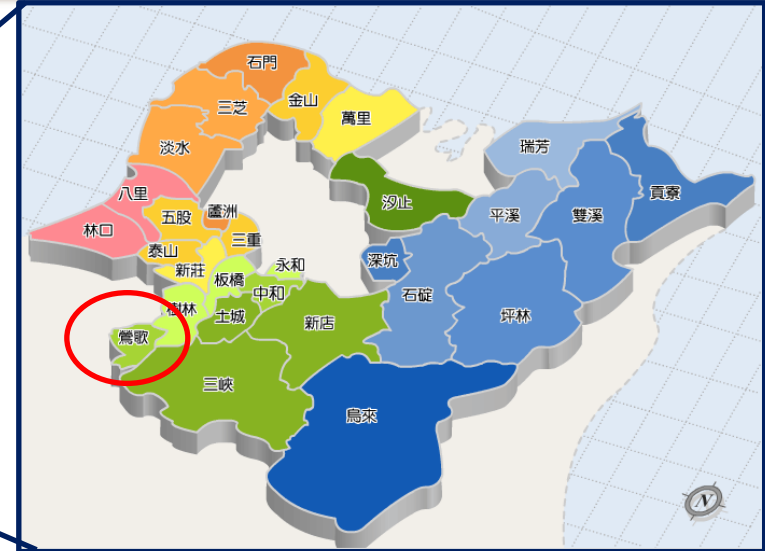 石門
金山
三芝
萬里
淡水
瑞芳
八里
貢寮
汐止
五股
蘆洲
平溪
雙溪
林口
三重
泰山
深坑
新莊
永和
板橋
中和
石碇
樹林
土城
新店
坪林
鶯歌
三峽
烏來
N